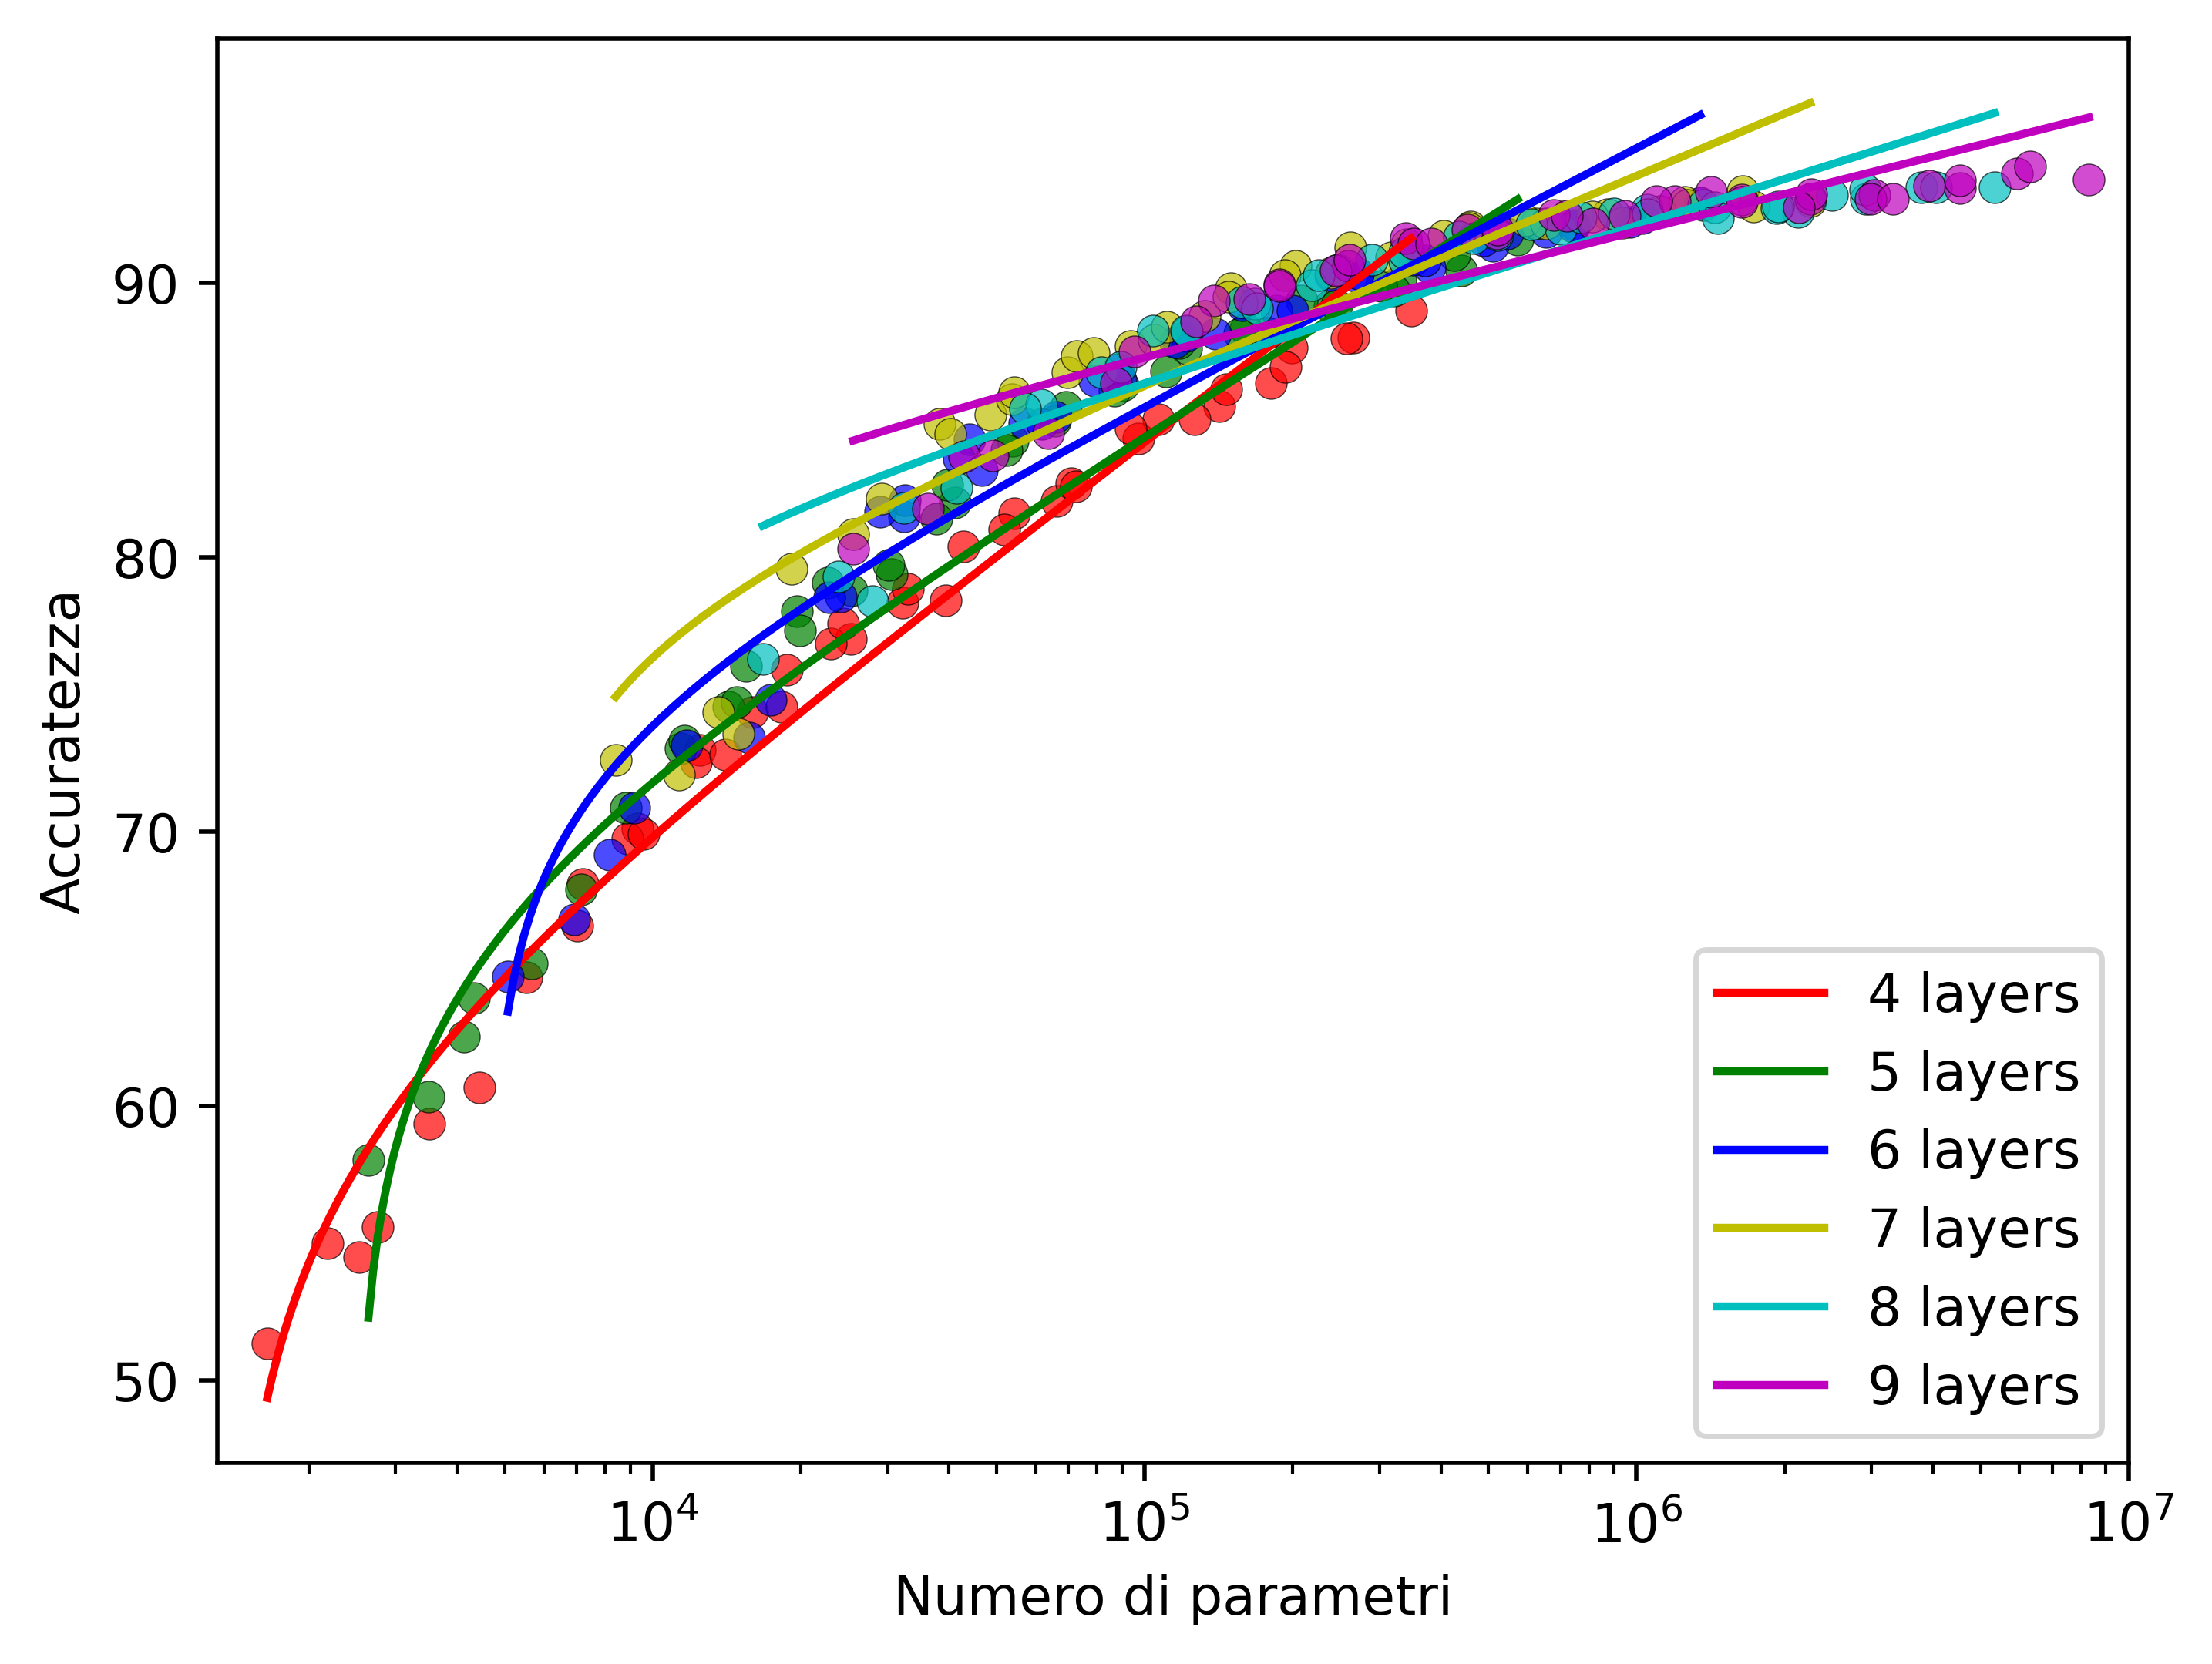 Accuratezza
90
80
70
60
50
10^4
10^5
10^6
10^7
Numero di parametri
4 layers
5 layers
6 layers
7 layers
8 layers
9 layers